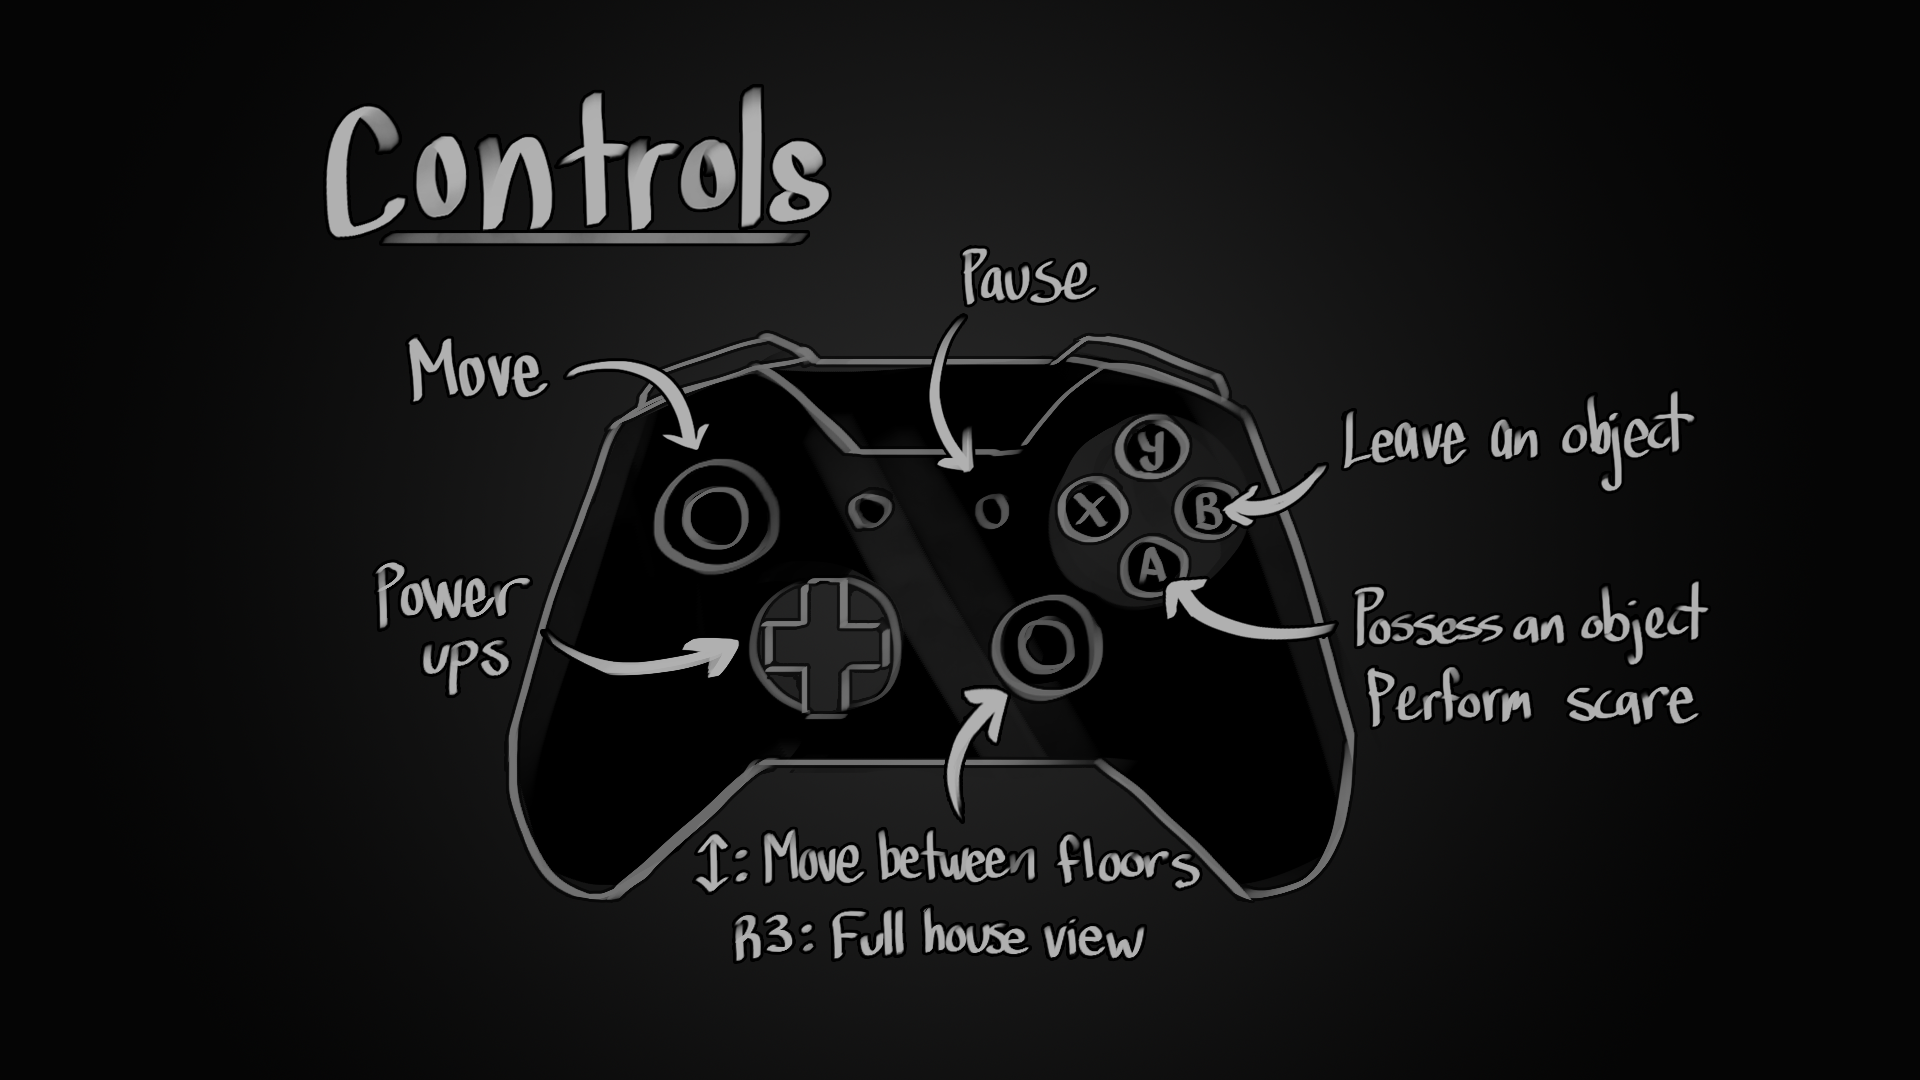 Controls
Pause
Move
Leave an object
Y
X
B
A
Power
ups
Possess an object
Perform scare
↕: Move between floors
R3: Full house view